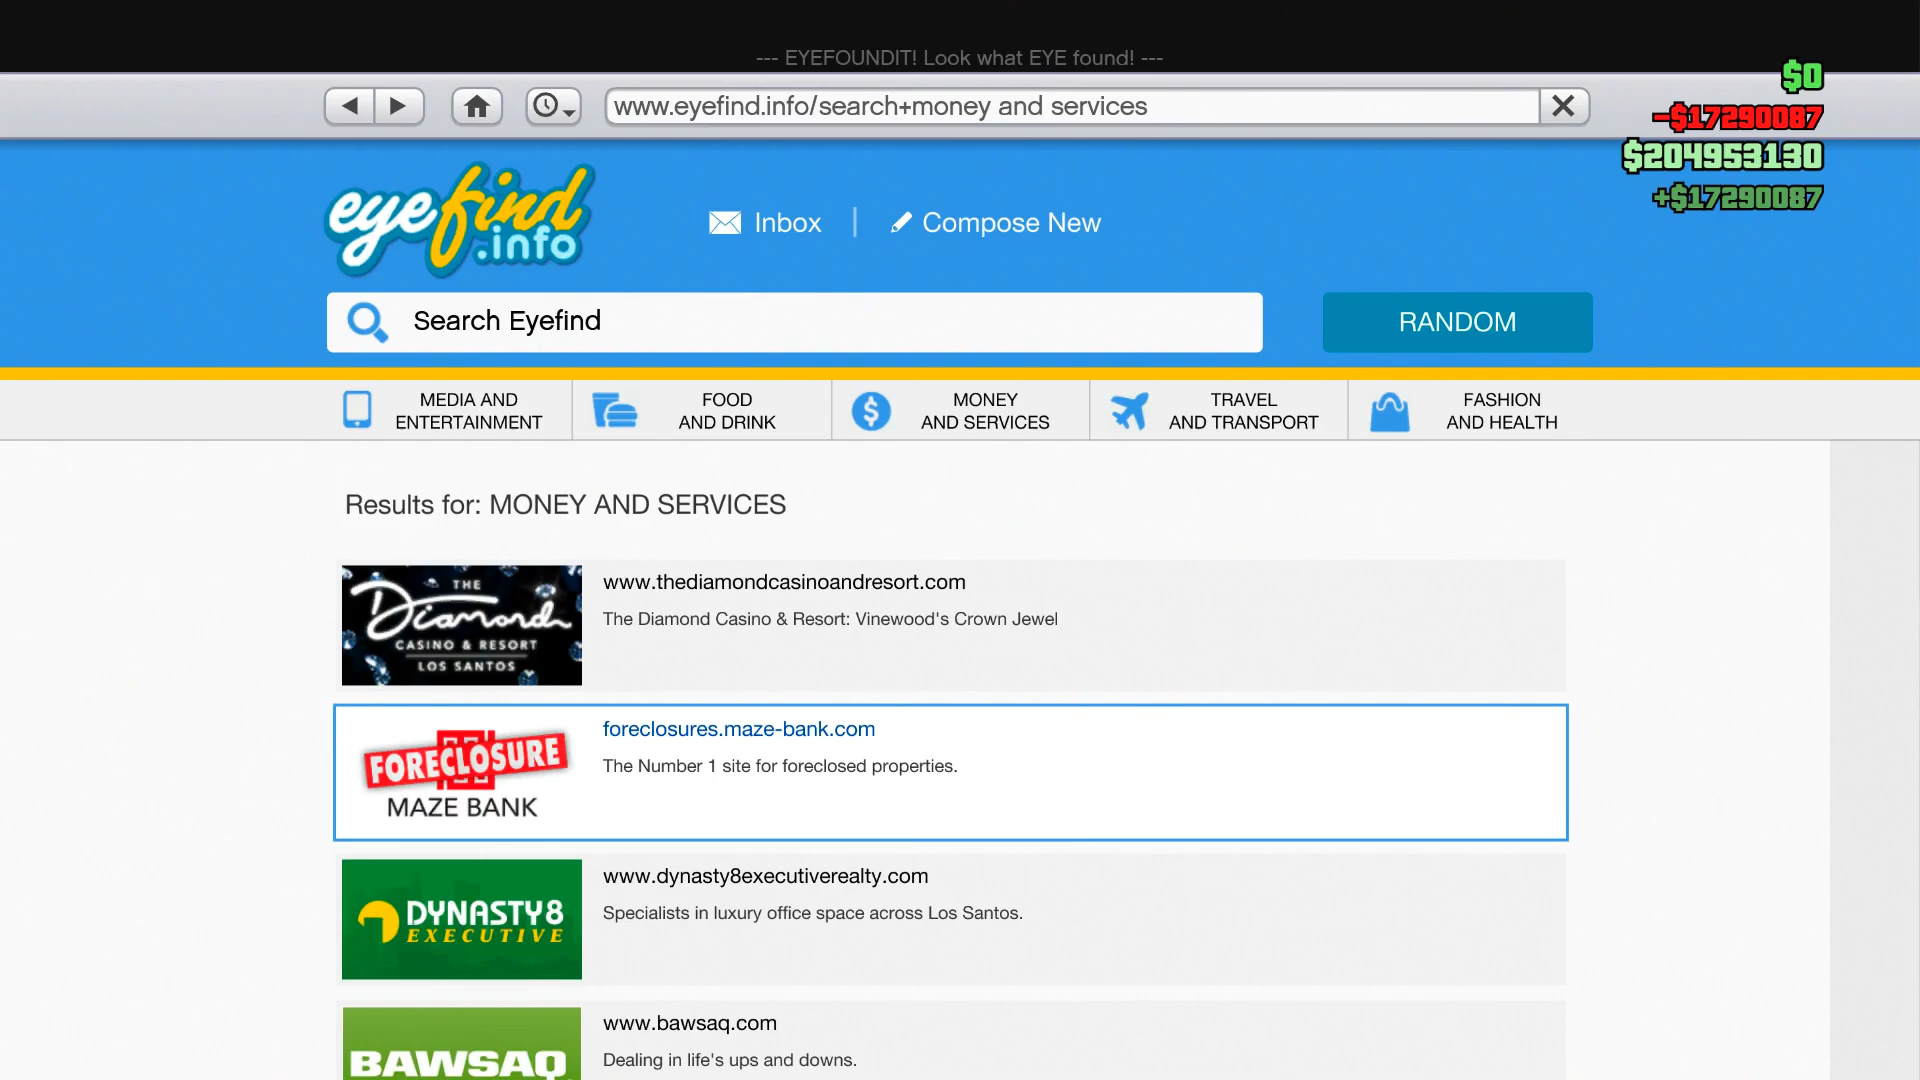 --- EYEFOUNDIT! Look what EYE found! ---
www.eyefind.info/search+money and services
$0
-$17290087
$204953130
+$17290087
eyefind
.info
Inbox
Compose New
Search Eyefind
RANDOM
MEDIA AND
ENTERTAINMENT
FOOD
AND DRINK
MONEY
AND SERVICES
TRAVEL
AND TRANSPORT
FASHION
AND HEALTH
Results for: MONEY AND SERVICES
THE
Diamond
CASINO & RESORT
LOS SANTOS
www.thediamondcasinoandresort.com
The Diamond Casino & Resort: Vinewood's Crown Jewel
FORECLOSURE
MAZE BANK
foreclosures.maze-bank.com
The Number 1 site for foreclosed properties.
DYNASTY8
EXECUTIVE
www.dynasty8executiverealty.com
Specialists in luxury office space across Los Santos.
BAWSAQ
www.bawsaq.com
Dealing in life's ups and downs.